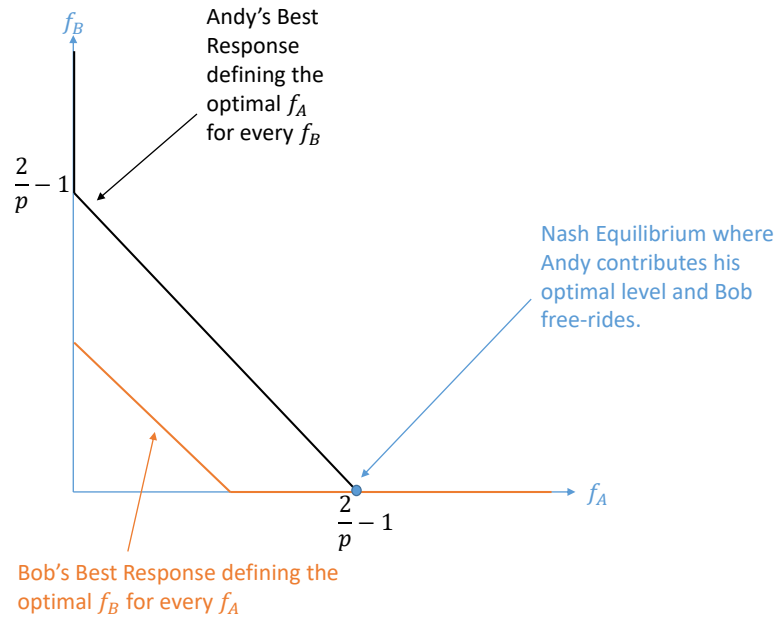 Andy’s Best
Response
defining the
optimal f_A
for every f_B
f_B
2/p − 1
Nash Equilibrium where
Andy contributes his
optimal level and Bob
free-rides.
f_A
2/p − 1
Bob’s Best Response defining the
optimal f_B for every f_A